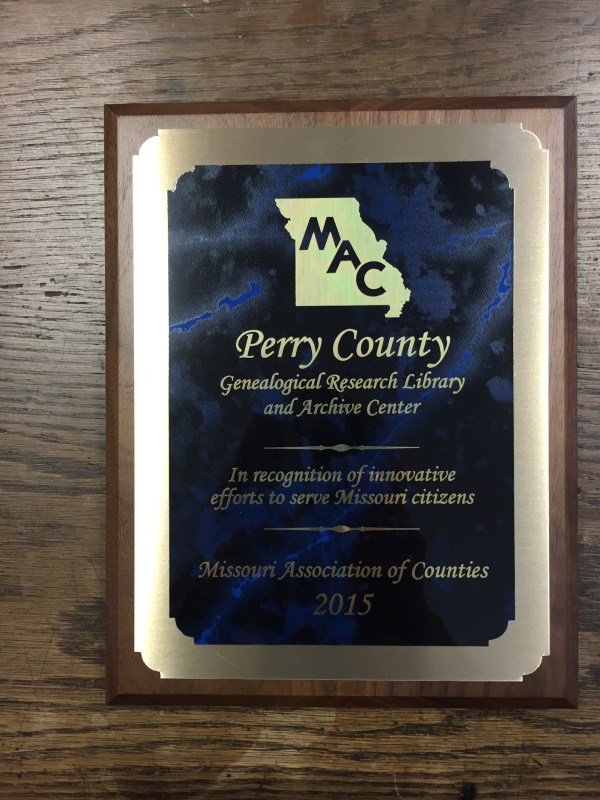 MAC
Perry County
Genealogical Research Library
and Archive Center
In recognition of innovative
efforts to serve Missouri citizens
Missouri Association of Counties
2015